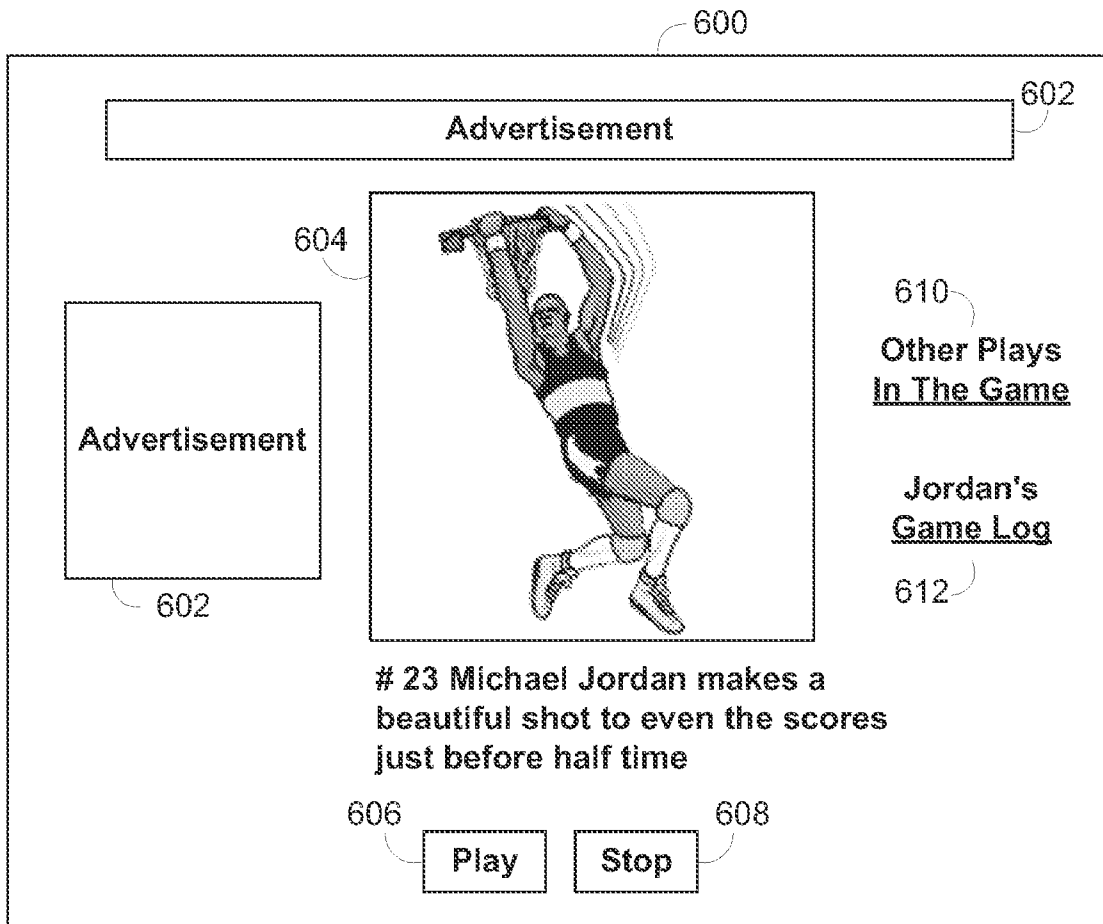 600
Advertisement
602
604
610
Other Plays
In The Game
Advertisement
Jordan's
Game Log
612
602
# 23 Michael Jordan makes a
beautiful shot to even the scores
just before half time
606
608
Play
Stop